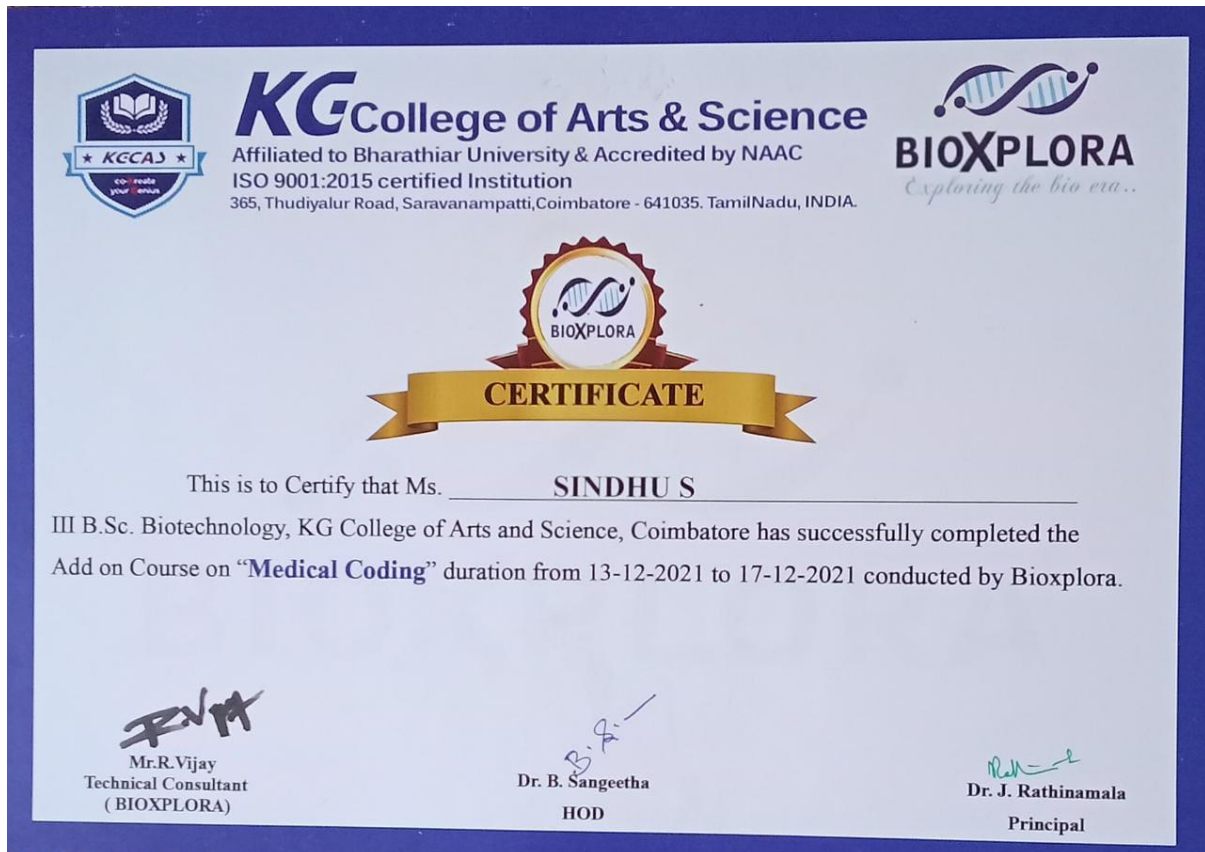 KGCAS
co-create
your Genius
KG College of Arts & Science
Affiliated to Bharathiar University & Accredited by NAAC
ISO 9001:2015 certified Institution
365, Thudiyalur Road, Saravanampatti,Coimbatore - 641035. TamilNadu, INDIA.
BIOXPLORA
Exploring the bio era..
BIOXPLORA
CERTIFICATE
This is to Certify that Ms. SINDHU S
III B.Sc. Biotechnology, KG College of Arts and Science, Coimbatore has successfully completed the
Add on Course on “Medical Coding” duration from 13-12-2021 to 17-12-2021 conducted by Bioxplora.
R.Vijay
Mr.R.Vijay
Technical Consultant
( BIOXPLORA)
Dr. B. Sangeetha
HOD
Dr. J. Rathinamala
Principal